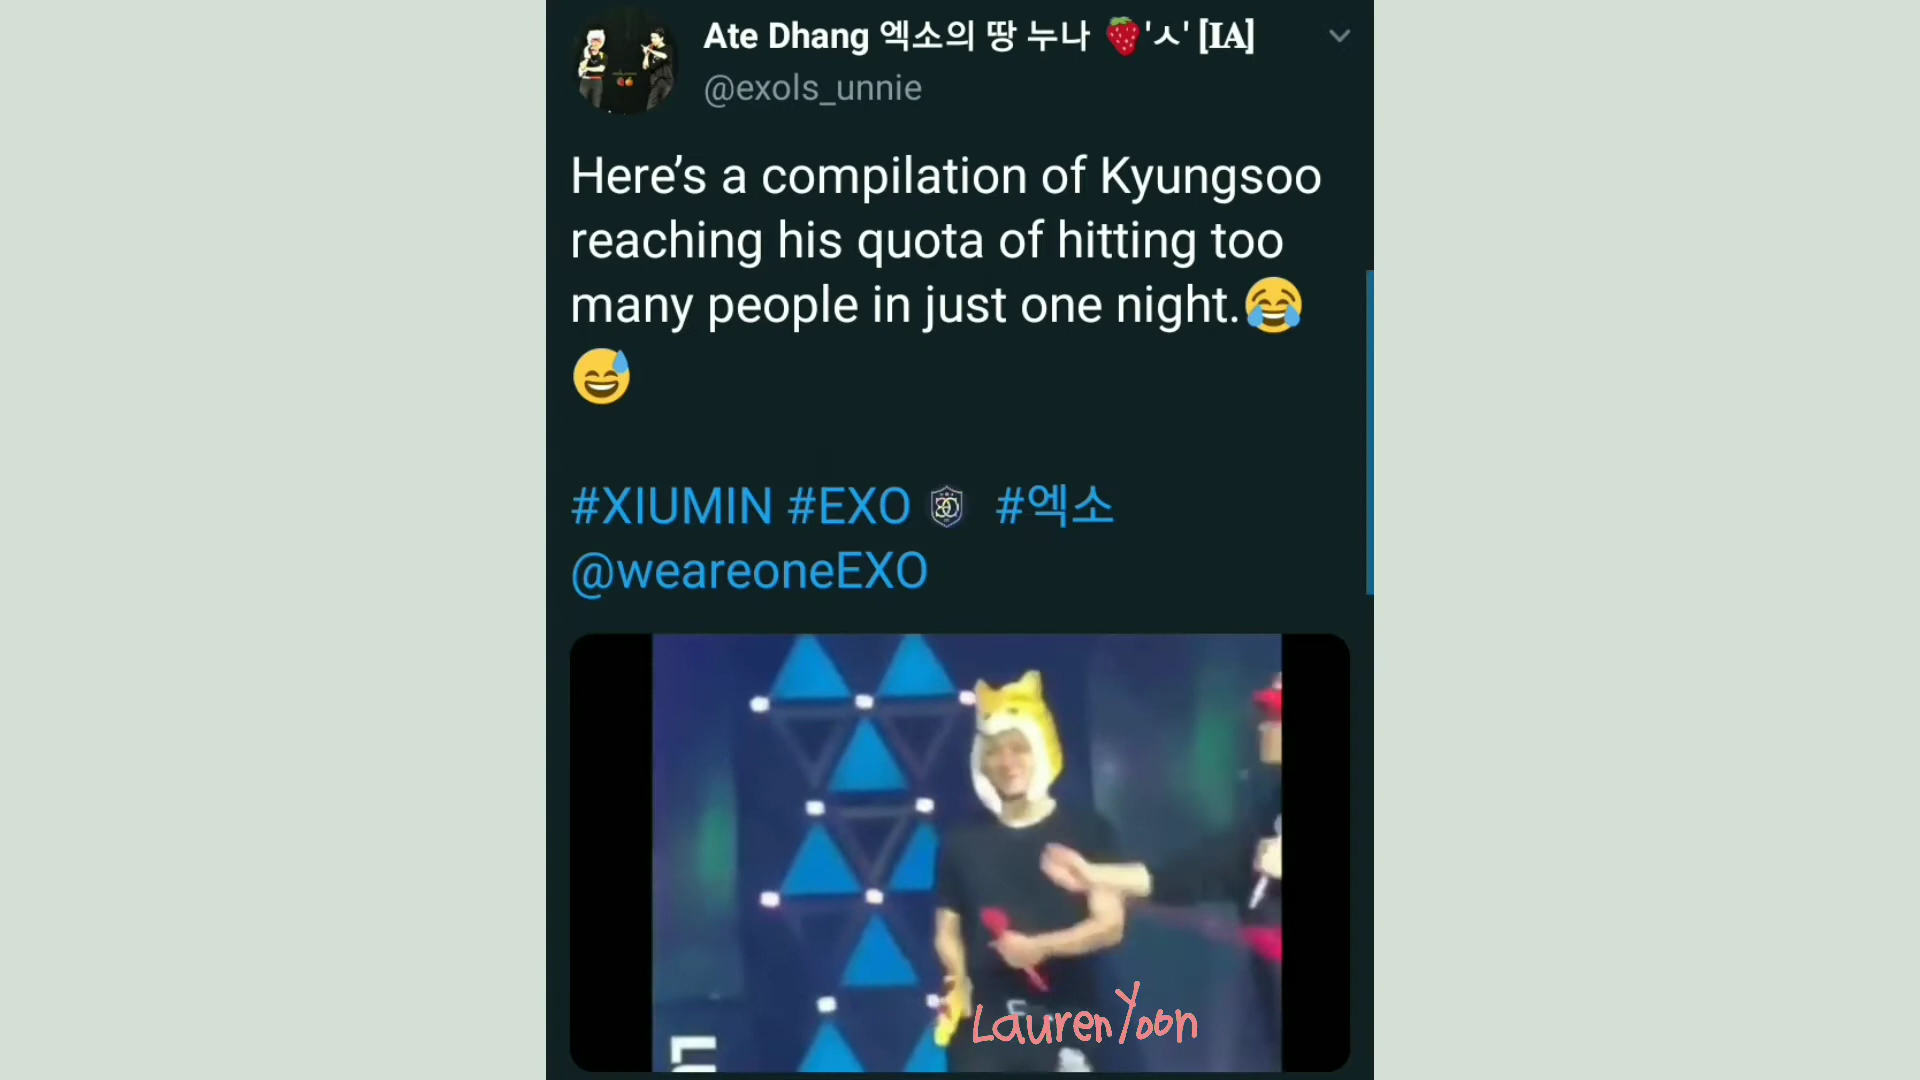 Ate Dhang 엑소의 땅 누나 🍓'ㅅ' [IA]
@exols_unnie
Here’s a compilation of Kyungsoo
reaching his quota of hitting too
many people in just one night.😂
😅
#XIUMIN #EXO #엑소
@weareoneEXO
LaurenYoon